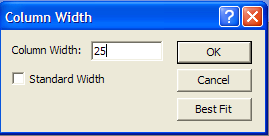 Column Width
Column Width: 25 OK
Standard Width Cancel
Best Fit